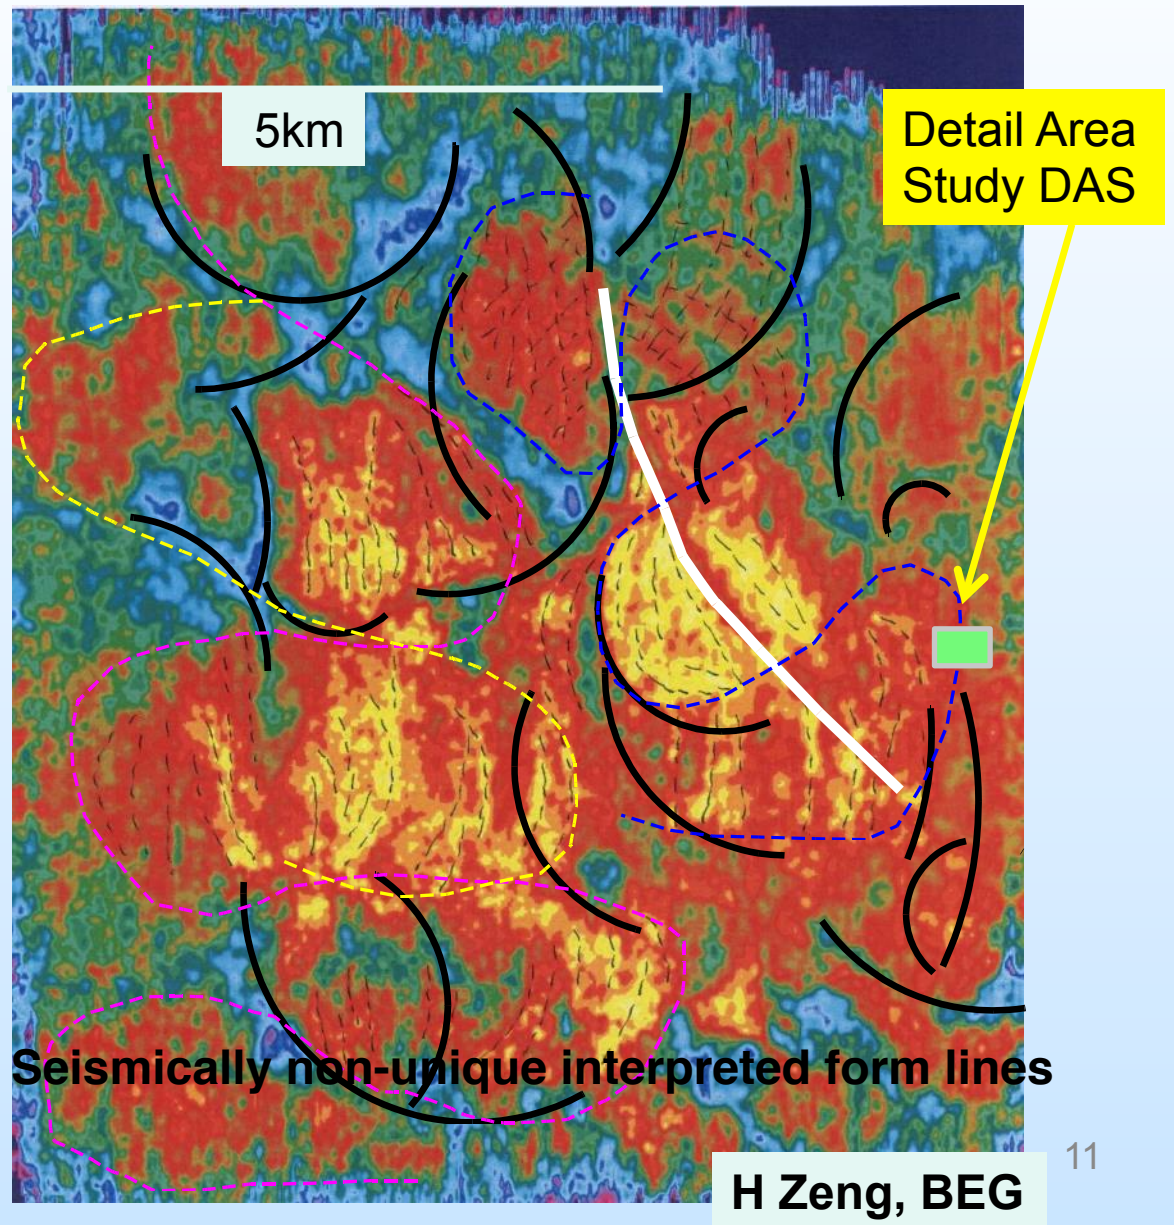 5km
Detail Area
Study DAS
Seismically non-unique interpreted form lines
11
H Zeng, BEG